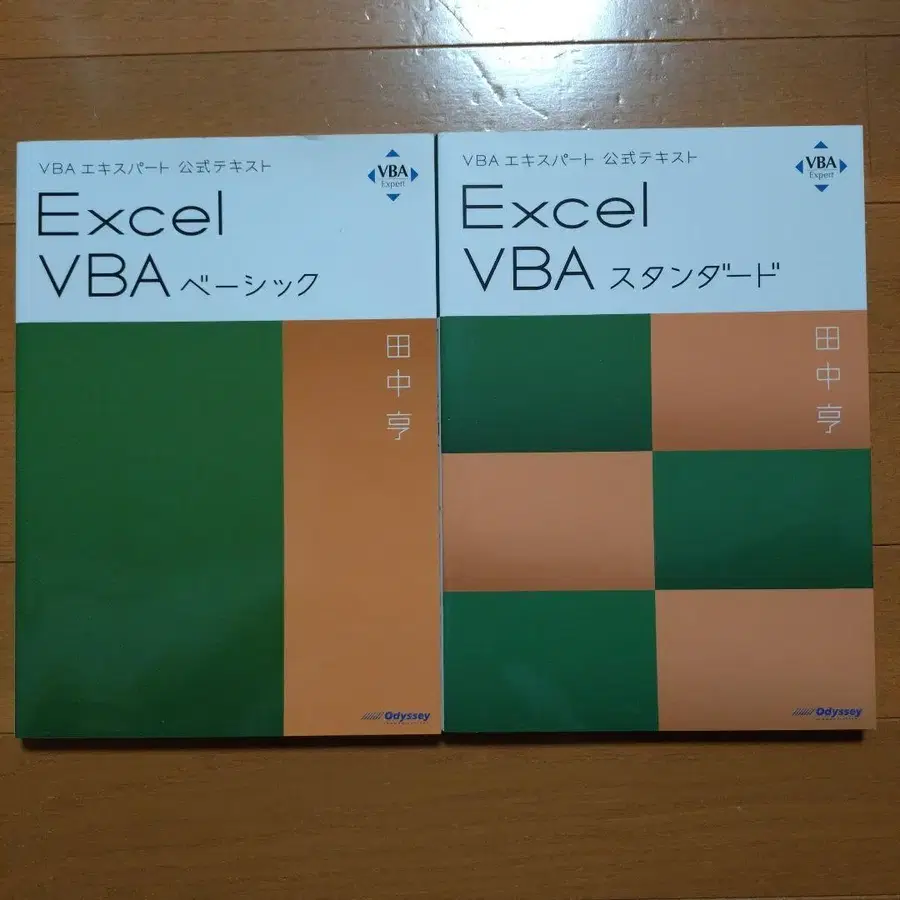 VBA エキスパート 公式テキスト
VBA
Expert
Excel
VBA ベーシック
田中亨
Odyssey
VBA エキスパート 公式テキスト
VBA
Expert
Excel
VBA スタンダード
田中亨
Odyssey